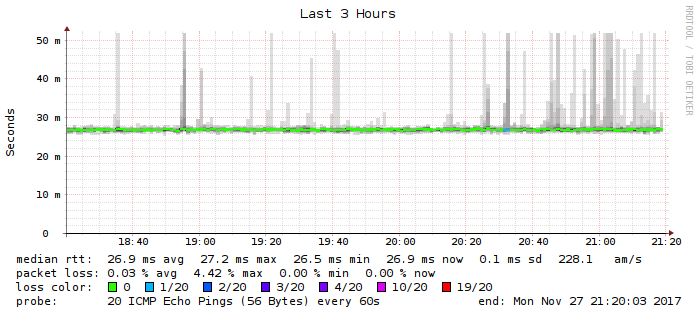 Last 3 Hours
RRDTOOL / TOBI OETIKER
Seconds
50 m
40 m
30 m
20 m
10 m
0
18:40 19:00 19:20 19:40 20:00 20:20 20:40 21:00 21:20
median rtt: 26.9 ms avg 27.2 ms max 26.5 ms min 26.9 ms now 0.1 ms sd 228.1 am/s
packet loss: 0.03 % avg 4.42 % max 0.00 % min 0.00 % now
loss color: 0 1/20 2/20 3/20 4/20 10/20 19/20
probe: 20 ICMP Echo Pings (56 Bytes) every 60s end: Mon Nov 27 21:20:03 2017